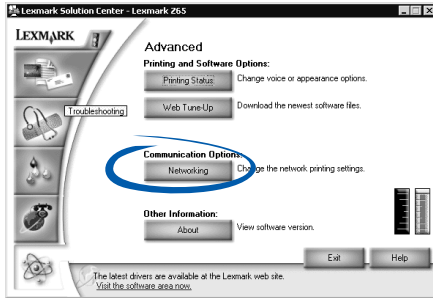 Lexmark Solution Center - Lexmark Z65
LEXMARK
Advanced
Printing and Software Options:
Printing Status
Change voice or appearance options.
Web Tune-Up
Download the newest software files.
Troubleshooting
Communication Options:
Networking
Change the network printing settings.
Other Information:
About
View software version.
Exit
Help
The latest drivers are available at the Lexmark web site.
Visit the software area now.